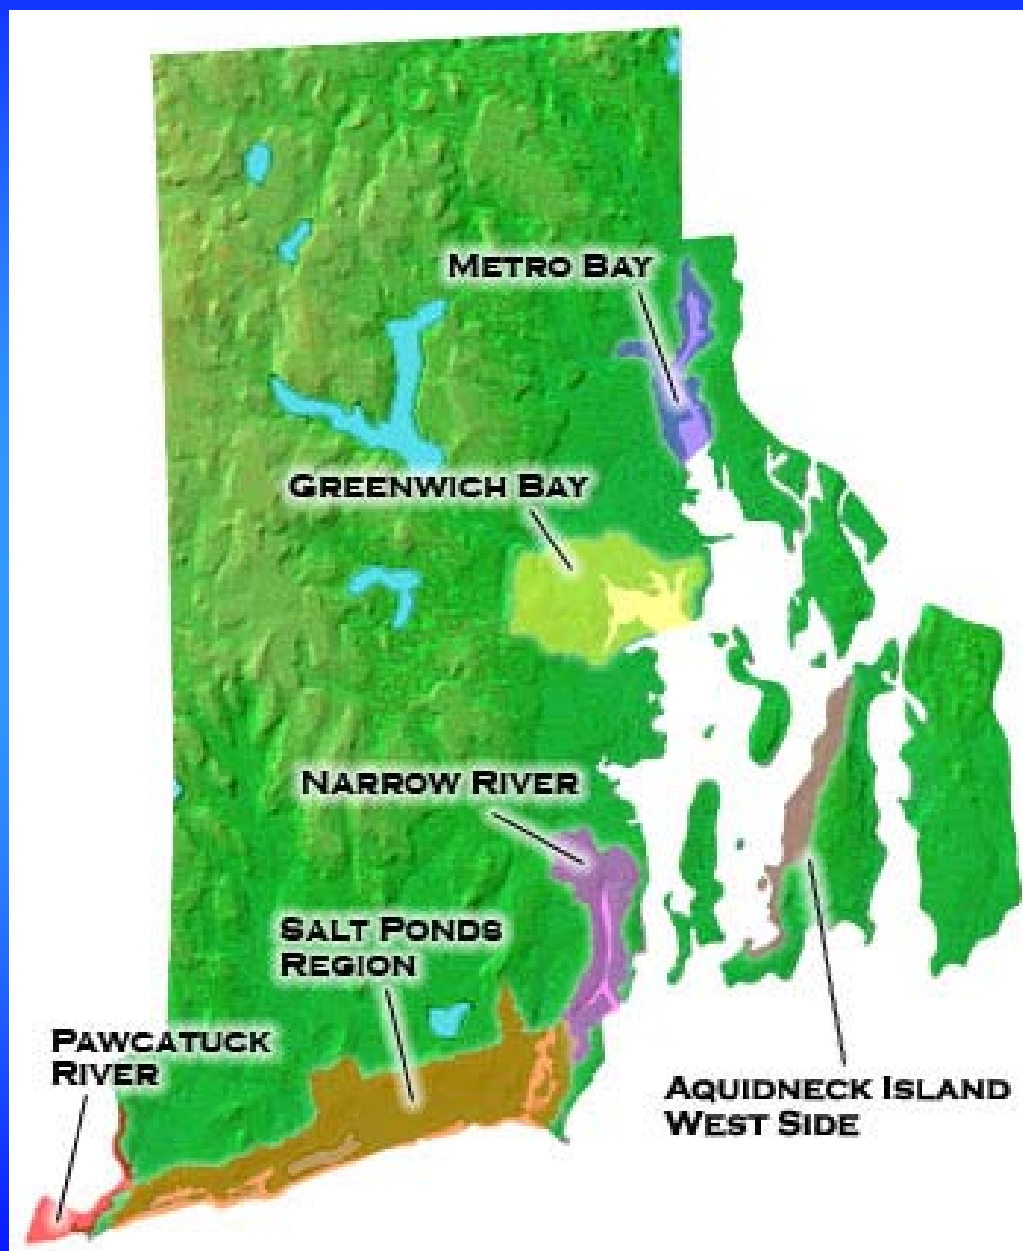 METRO BAY
GREENWICH BAY
NARROW RIVER
SALT PONDS
REGION
PAWCATUCK
RIVER
AQUIDNECK ISLAND
WEST SIDE